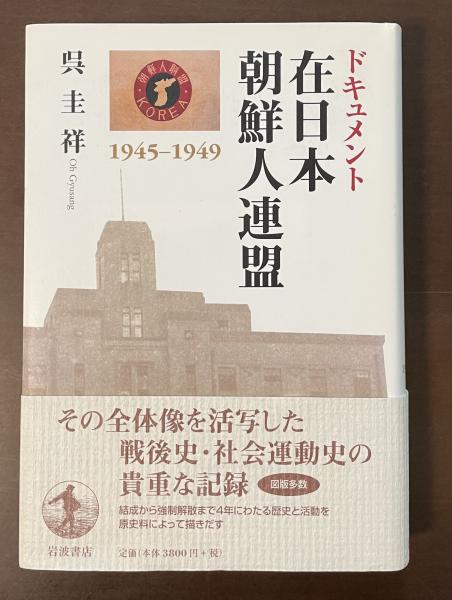 ドキュメント
在日本
朝鮮人連盟
1945–1949
朝鮮人聯盟
KOREA
呉圭祥
Oh Gyusang
その全体像を活写した
戦後史・社会運動史の
貴重な記録
図版多数
結成から強制解散まで4年にわたる歴史と活動を
原史料によって描きだす
岩波書店
定価(本体3800円+税)